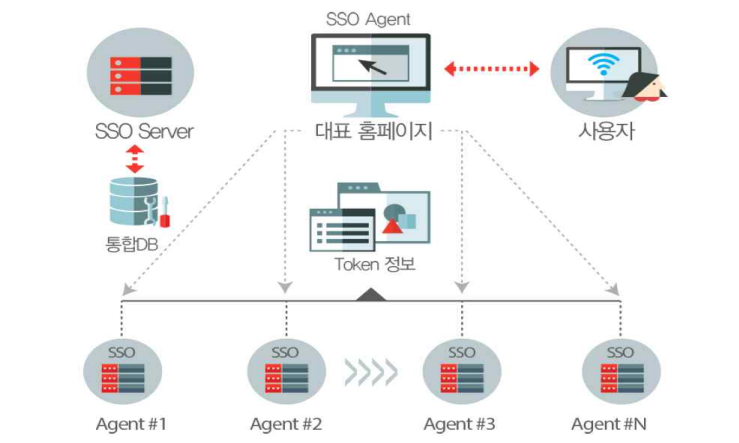 SSO Agent
SSO Server
대표 홈페이지
사용자
통합DB
Token 정보
SSO
SSO
SSO
SSO
Agent #1
Agent #2
Agent #3
Agent #N